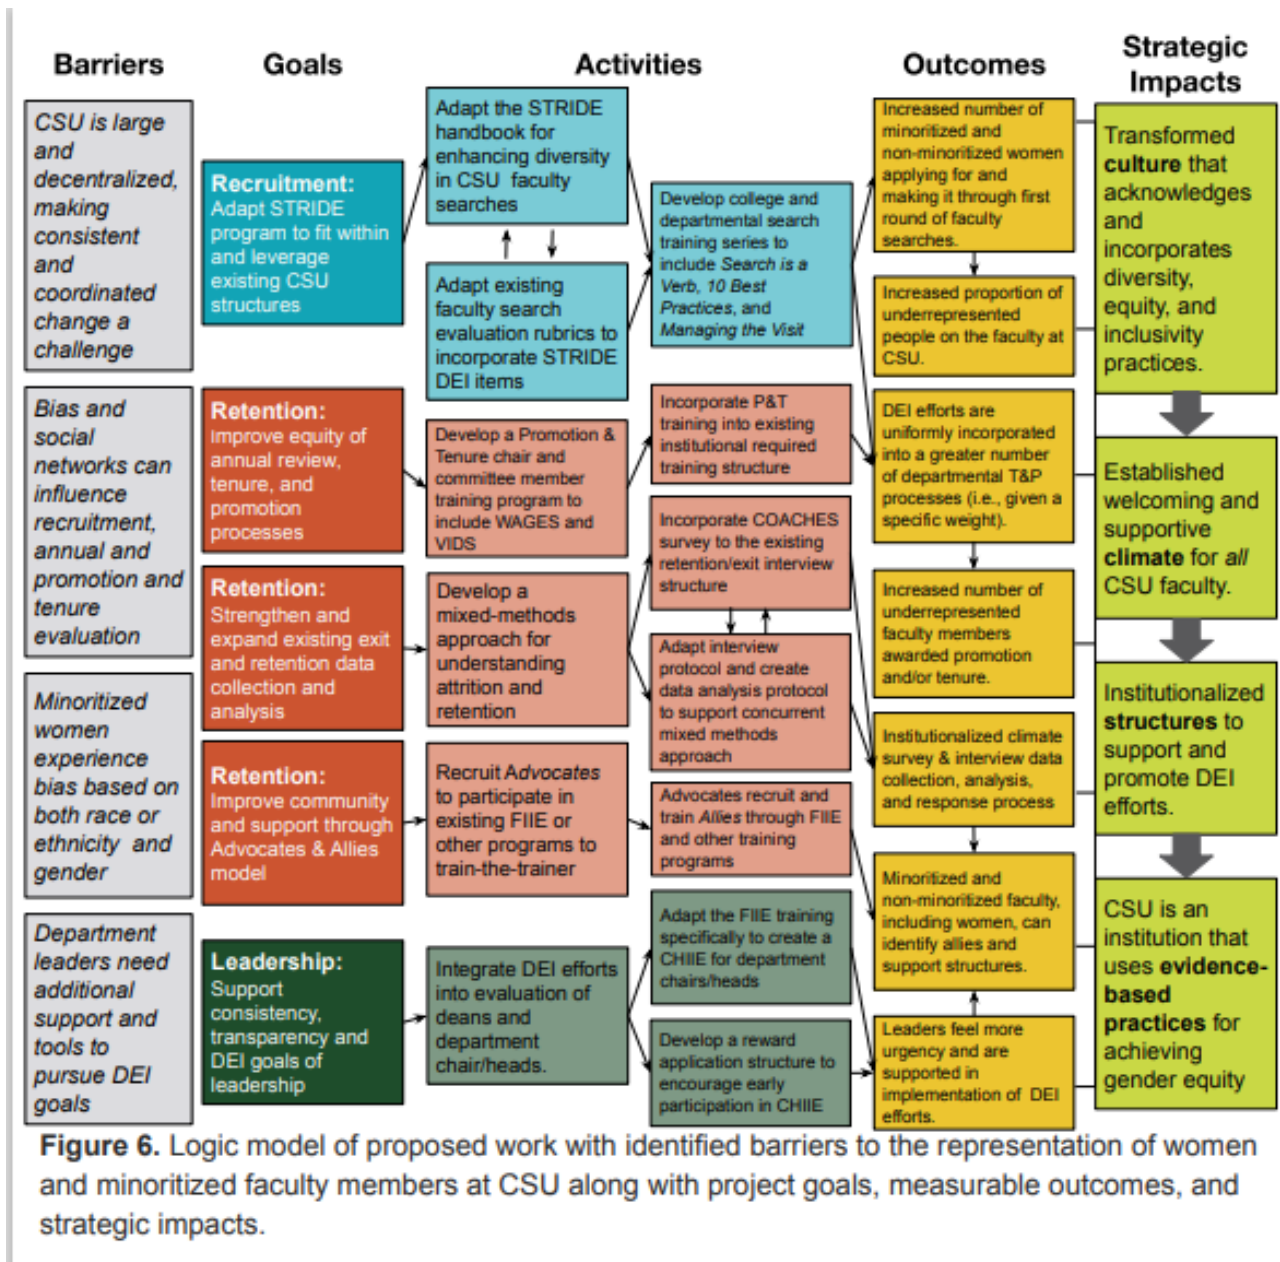 Barriers
Goals
Activities
Outcomes
Strategic
Impacts
CSU is large
and
decentralized,
making
consistent
and
coordinated
change a
challenge
Bias and
social
networks can
influence
recruitment,
annual and
promotion and
tenure
evaluation
Minoritized
women
experience
bias based on
both race or
ethnicity and
gender
Department
leaders need
additional
support and
tools to
pursue DEI
goals
Recruitment:
Adapt STRIDE
program to fit within
and leverage
existing CSU
structures
Retention:
Improve equity of
annual review,
tenure, and
promotion
processes
Retention:
Strengthen and
expand existing exit
and retention data
collection and
analysis
Retention:
Improve community
and support through
Advocates & Allies
model
Leadership:
Support
consistency,
transparency and
DEI goals of
leadership
Adapt the STRIDE
handbook for
enhancing diversity
in CSU faculty
searches
Adapt existing
faculty search
evaluation rubrics to
incorporate STRIDE
DEI items
Develop a Promotion &
Tenure chair and
committee member
training program to
include WAGES and
VIDS
Develop a
mixed-methods
approach for
understanding
attrition and
retention
Recruit Advocates
to participate in
existing FIIE or
other programs to
train-the-trainer
Integrate DEI efforts
into evaluation of
deans and
department
chair/heads.
Develop college and
departmental search
training series to
include Search is a
Verb, 10 Best
Practices, and
Managing the Visit
Incorporate P&T
training into existing
institutional required
training structure
Incorporate COACHES
survey to the existing
retention/exit interview
structure
Adapt interview
protocol and create
data analysis protocol
to support concurrent
mixed methods
approach
Advocates recruit and
train Allies through FIIE
and other training
programs
Adapt the FIIE training
specifically to create a
CHIIE for department
chairs/heads
Develop a reward
application structure to
encourage early
participation in CHIIE
Increased number of
minoritized and
non-minoritized women
applying for and
making it through first
round of faculty
searches.
Increased proportion of
underrepresented
people on the faculty at
CSU.
DEI efforts are
uniformly incorporated
into a greater number
of departmental T&P
processes (i.e., given a
specific weight).
Increased number of
underrepresented
faculty members
awarded promotion
and/or tenure.
Institutionalized climate
survey & interview data
collection, analysis,
and response process
Minoritized and
non-minoritized faculty,
including women, can
identify allies and
support structures.
Leaders feel more
urgency and are
supported in
implementation of DEI
efforts.
Transformed
culture that
acknowledges
and
incorporates
diversity,
equity, and
inclusivity
practices.
Established
welcoming and
supportive
climate for all
CSU faculty.
Institutionalized
structures to
support and
promote DEI
efforts.
CSU is an
institution that
uses evidence-
based
practices for
achieving
gender equity
Figure 6. Logic model of proposed work with identified barriers to the representation of women
and minoritized faculty members at CSU along with project goals, measurable outcomes, and
strategic impacts.